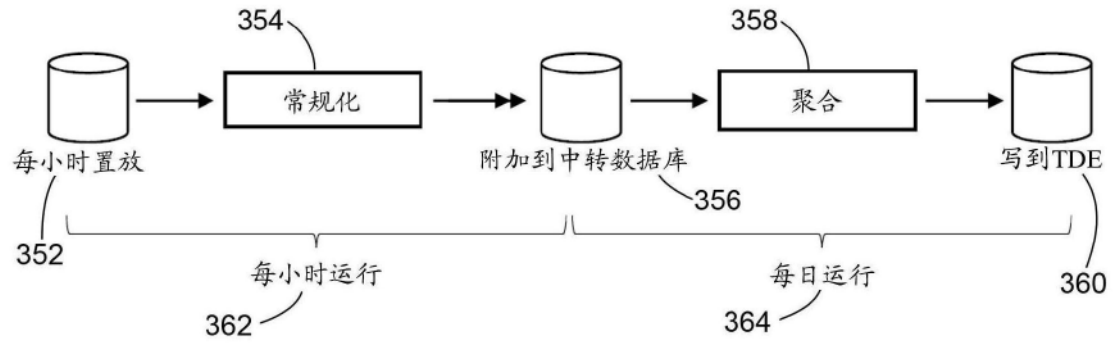 354
358
常规化
聚合
每小时置放
附加到中转数据库
写到TDE
352
356
360
每小时运行
每日运行
362
364